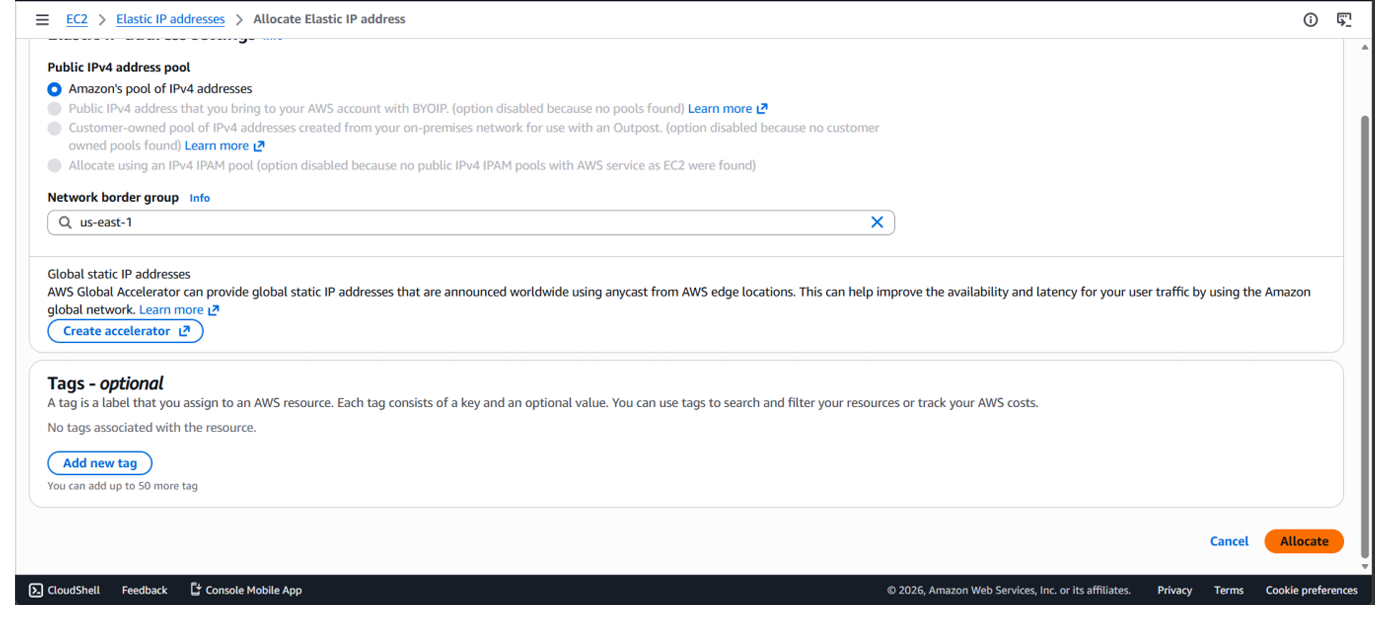 EC2 > Elastic IP addresses > Allocate Elastic IP address
Elastic IP address settings Info
Public IPv4 address pool
Amazon's pool of IPv4 addresses
Public IPv4 address that you bring to your AWS account with BYOIP. (option disabled because no pools found) Learn more
Customer-owned pool of IPv4 addresses created from your on-premises network for use with an Outpost. (option disabled because no customer
owned pools found) Learn more
Allocate using an IPv4 IPAM pool (option disabled because no public IPv4 IPAM pools with AWS service as EC2 were found)
Network border group Info
us-east-1
Global static IP addresses
AWS Global Accelerator can provide global static IP addresses that are announced worldwide using anycast from AWS edge locations. This can help improve the availability and latency for your user traffic by using the Amazon
global network. Learn more
Create accelerator
Tags - optional
A tag is a label that you assign to an AWS resource. Each tag consists of a key and an optional value. You can use tags to search and filter your resources or track your AWS costs.
No tags associated with the resource.
Add new tag
You can add up to 50 more tag
Cancel Allocate
CloudShell Feedback Console Mobile App © 2026, Amazon Web Services, Inc. or its affiliates. Privacy Terms Cookie preferences